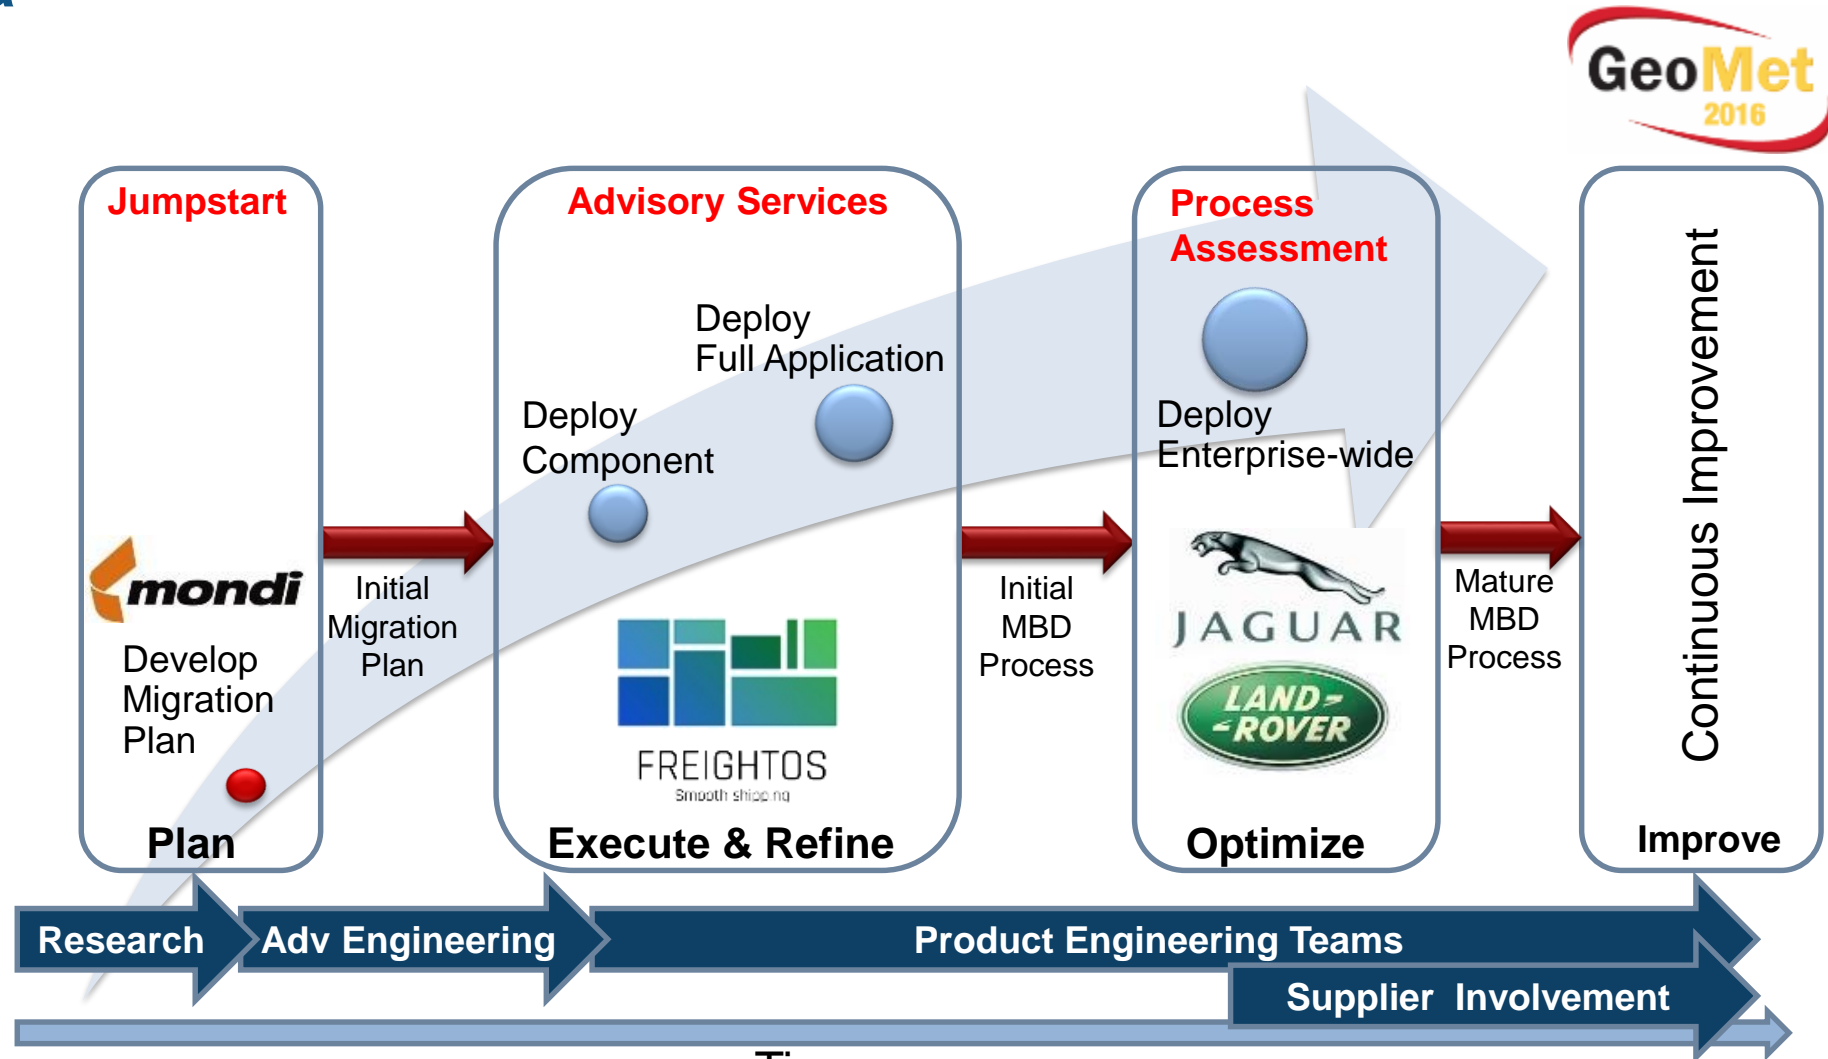 GeoMet
2016
Jumpstart
mondi
Develop
Migration
Plan
Plan
Initial
Migration
Plan
Advisory Services
Deploy
Full Application
Deploy
Component
FREIGHTOS
Smooth shipping
Execute & Refine
Initial
MBD
Process
Process
Assessment
Deploy
Enterprise-wide
JAGUAR
LAND-
-ROVER
Optimize
Mature
MBD
Process
Continuous Improvement
Improve
Research
Adv Engineering
Product Engineering Teams
Supplier Involvement